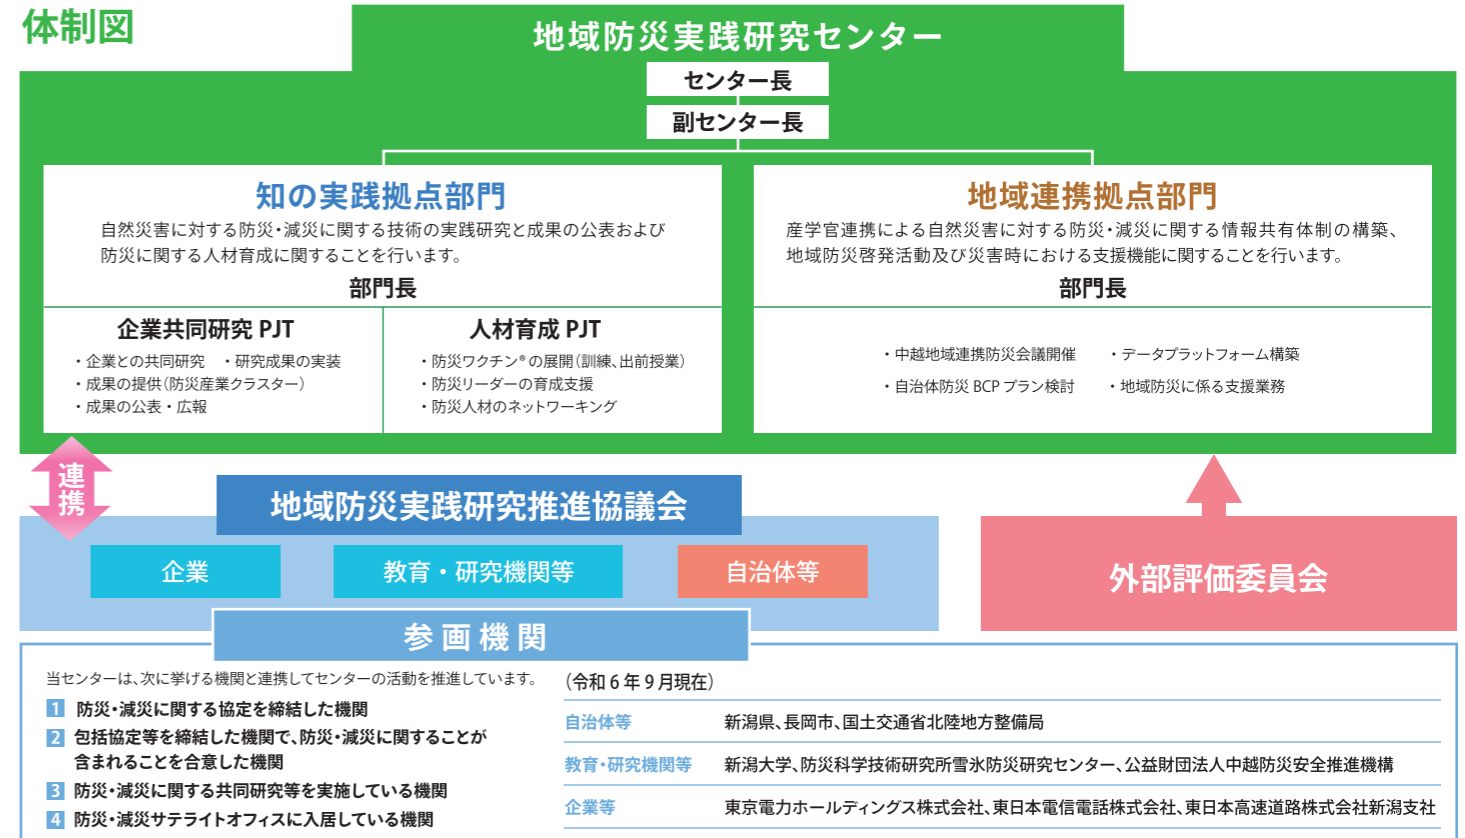 体制図
地域防災実践研究センター
センター長
副センター長
知の実践拠点部門
自然災害に対する防災・減災に関する技術の実践研究と成果の公表および
防災に関する人材育成に関することを行います。
部門長
企業共同研究 PJT
・企業との共同研究 ・研究成果の実装
・成果の提供（防災産業クラスター）
・成果の公表・広報
人材育成 PJT
・防災ワクチン®の展開（訓練、出前授業）
・防災リーダーの育成支援
・防災人材のネットワーキング
地域連携拠点部門
産学官連携による自然災害に対する防災・減災に関する情報共有体制の構築、
地域防災啓発活動及び災害時における支援機能に関することを行います。
部門長
・中越地域連携防災会議開催 ・データプラットフォーム構築
・自治体防災 BCP プラン検討 ・地域防災に係る支援業務
連携
地域防災実践研究推進協議会
企業
教育・研究機関等
自治体等
外部評価委員会
参画機関
当センターは、次に挙げる機関と連携してセンターの活動を推進しています。
1 防災・減災に関する協定を締結した機関
2 包括協定等を締結した機関で、防災・減災に関することが
含まれることを合意した機関
3 防災・減災に関する共同研究等を実施している機関
4 防災・減災サテライトオフィスに入居している機関
（令和 6 年 9 月現在）
自治体等 新潟県、長岡市、国土交通省北陸地方整備局
教育・研究機関等 新潟大学、防災科学技術研究所雪氷防災研究センター、公益財団法人中越防災安全推進機構
企業等 東京電力ホールディングス株式会社、東日本電信電話株式会社、東日本高速道路株式会社新潟支社